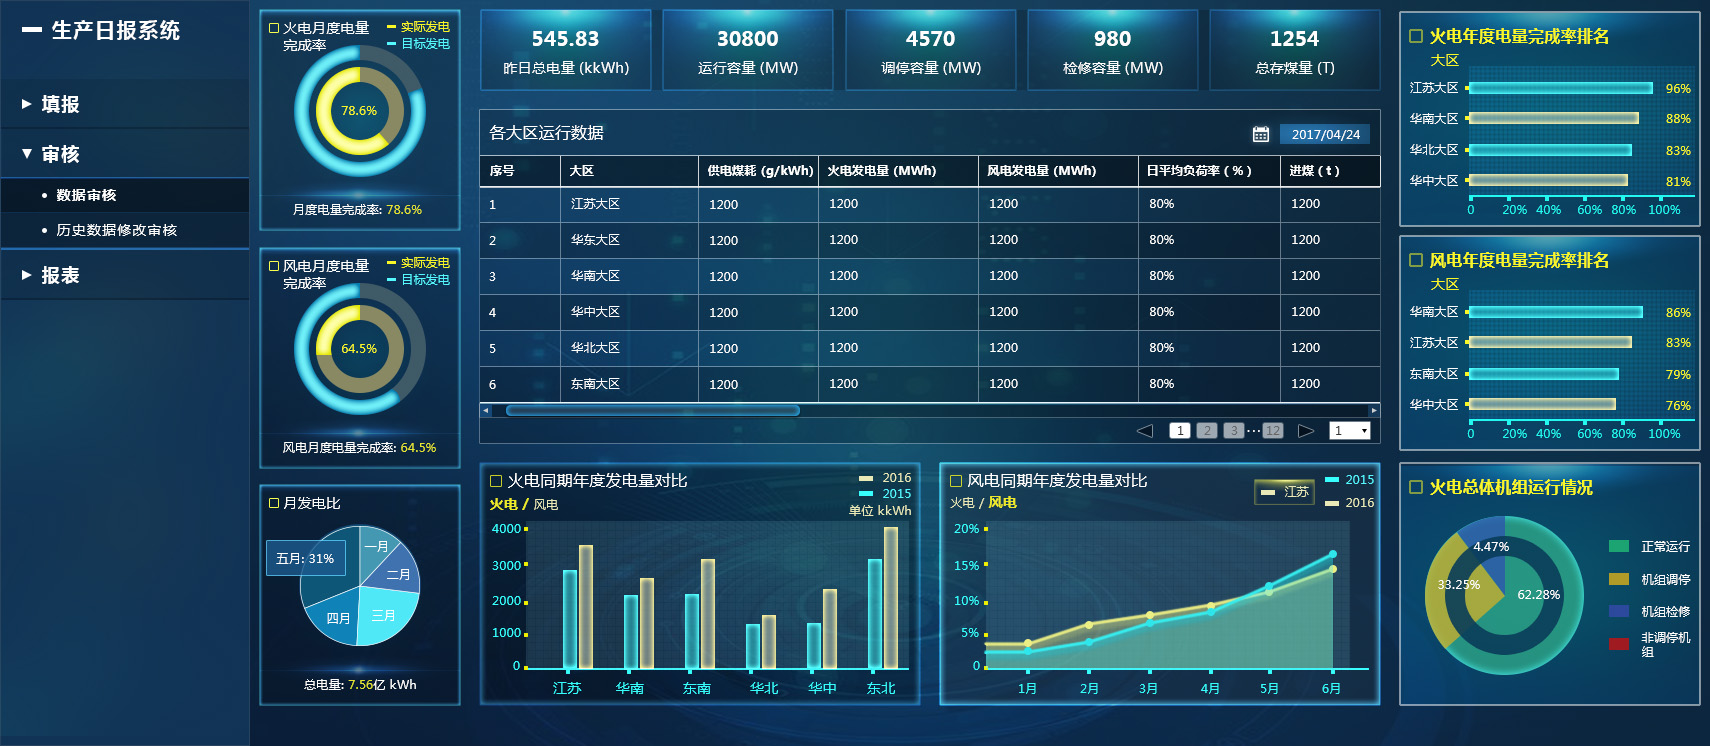 生产日报系统
填报
审核
数据审核
历史数据修改审核
报表
火电月度电量
完成率
实际发电
目标发电
78.6%
月度电量完成率: 78.6%
风电月度电量
完成率
实际发电
目标发电
64.5%
风电月度电量完成率: 64.5%
月发电比
五月: 31%
一月
二月
三月
四月
总电量: 7.56亿 kWh
545.83
昨日总电量 (kkWh)
30800
运行容量 (MW)
4570
调停容量 (MW)
980
检修容量 (MW)
1254
总存煤量 (T)
各大区运行数据
2017/04/24
序号 大区 供电煤耗 (g/kWh) 火电发电量 (MWh) 风电发电量 (MWh) 日平均负荷率 ( % ) 进煤 ( t )
1 江苏大区 1200 1200 1200 80% 1200
2 华东大区 1200 1200 1200 80% 1200
3 华南大区 1200 1200 1200 80% 1200
4 华中大区 1200 1200 1200 80% 1200
5 华北大区 1200 1200 1200 80% 1200
6 东南大区 1200 1200 1200 80% 1200
1 2 3 ··· 12 1
火电同期年度发电量对比
火电 / 风电
2016
2015
单位 kkWh
4000
3000
2000
1000
0
江苏 华南 东南 华北 华中 东北
风电同期年度发电量对比
火电 / 风电
江苏
2015
2016
20%
15%
10%
5%
0
1月 2月 3月 4月 5月 6月
火电年度电量完成率排名
大区
江苏大区 96%
华南大区 88%
华北大区 83%
华中大区 81%
0 20% 40% 60% 80% 100%
风电年度电量完成率排名
大区
华南大区 86%
江苏大区 83%
东南大区 79%
华中大区 76%
0 20% 40% 60% 80% 100%
火电总体机组运行情况
4.47%
33.25%
62.28%
正常运行
机组调停
机组检修
非调停机
组